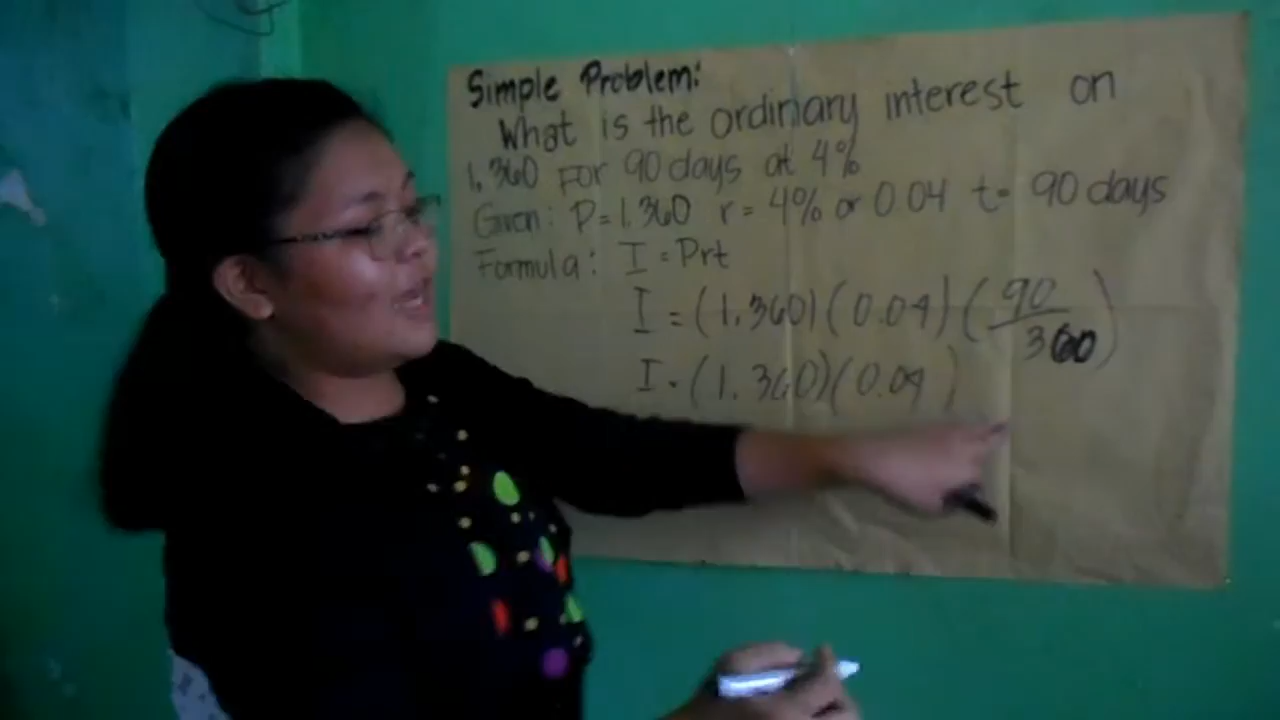 Simple Problem:
What is the ordinary interest on
1,360 For 90 days at 4%
Given: P=1.360 r= 4% or 0.04 t= 90 days
Formula: I = Prt
I = (1.360)(0.04)(90/360)
I = (1.360)(0.04)